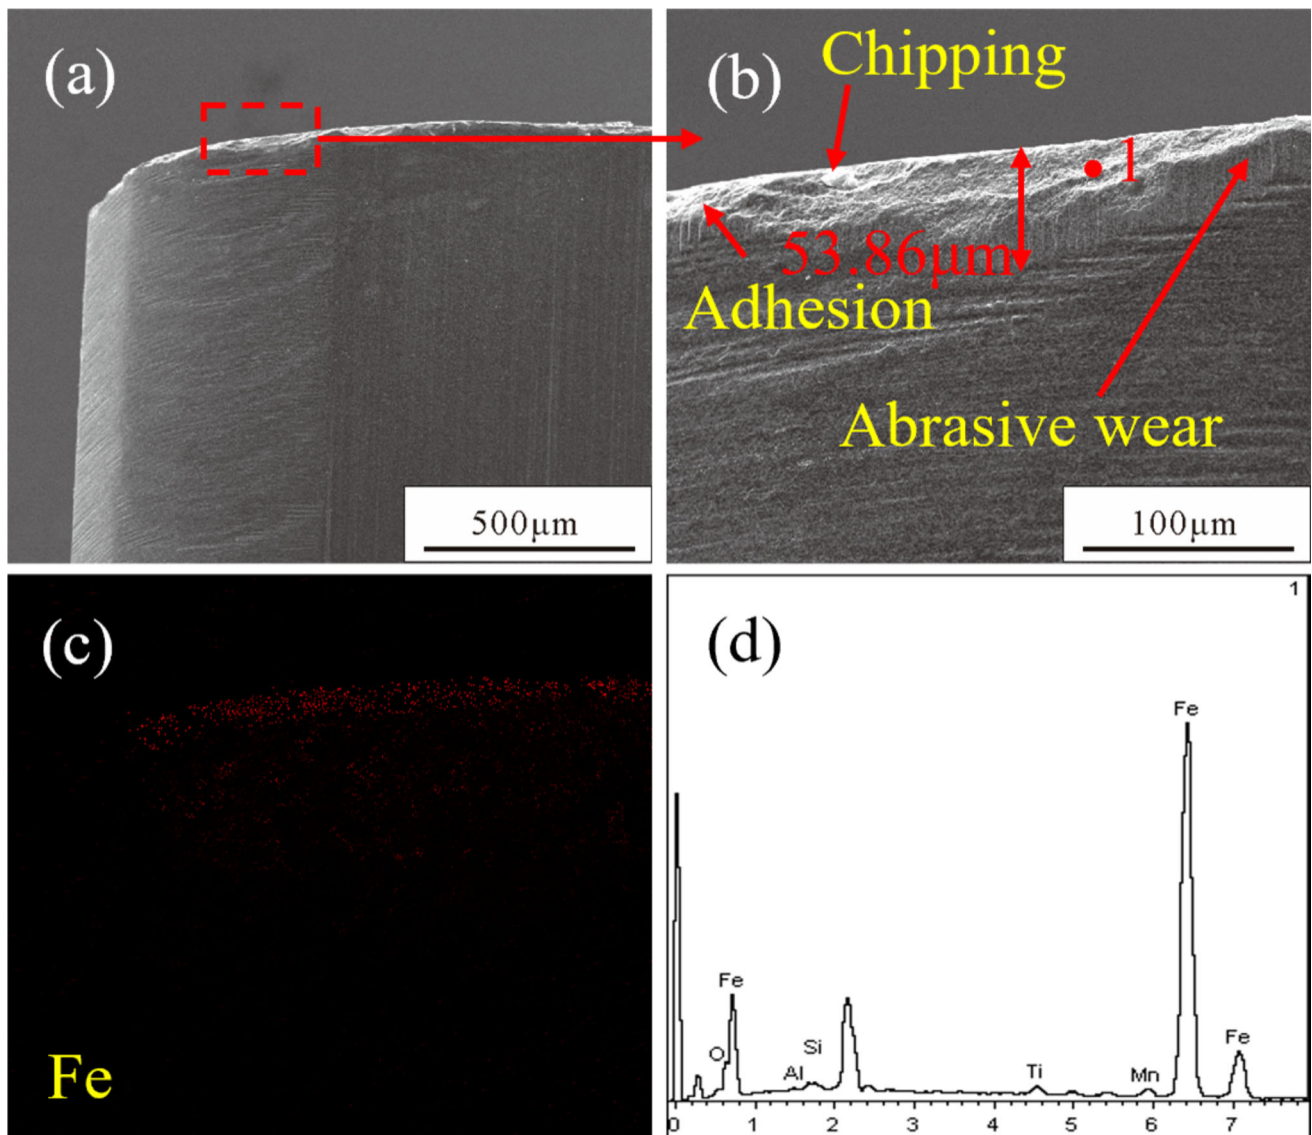 (a)
500μm
(b)
Chipping
1
53.86μm
Adhesion
Abrasive wear
100μm
(c)
Fe
(d)
1
Fe
Fe
O
Si
Al
Ti
Mn
Fe
0 1 2 3 4 5 6 7